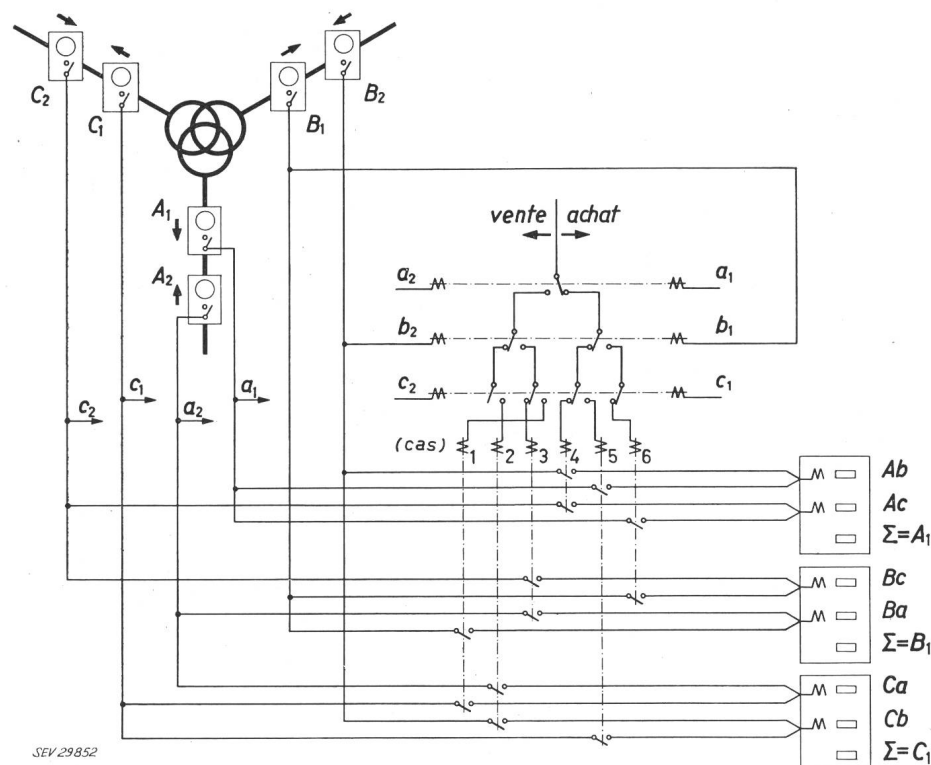 C₂
C₁
B₁
B₂
A₁
A₂
vente achat
a₂ a₁
b₂ b₁
c₂ c₁
c₂ c₁ a₂ a₁
(cas) 1 2 3 4 5 6
Ab
Ac
Σ=A₁
Bc
Ba
Σ=B₁
Ca
Cb
Σ=C₁
SEV 29852